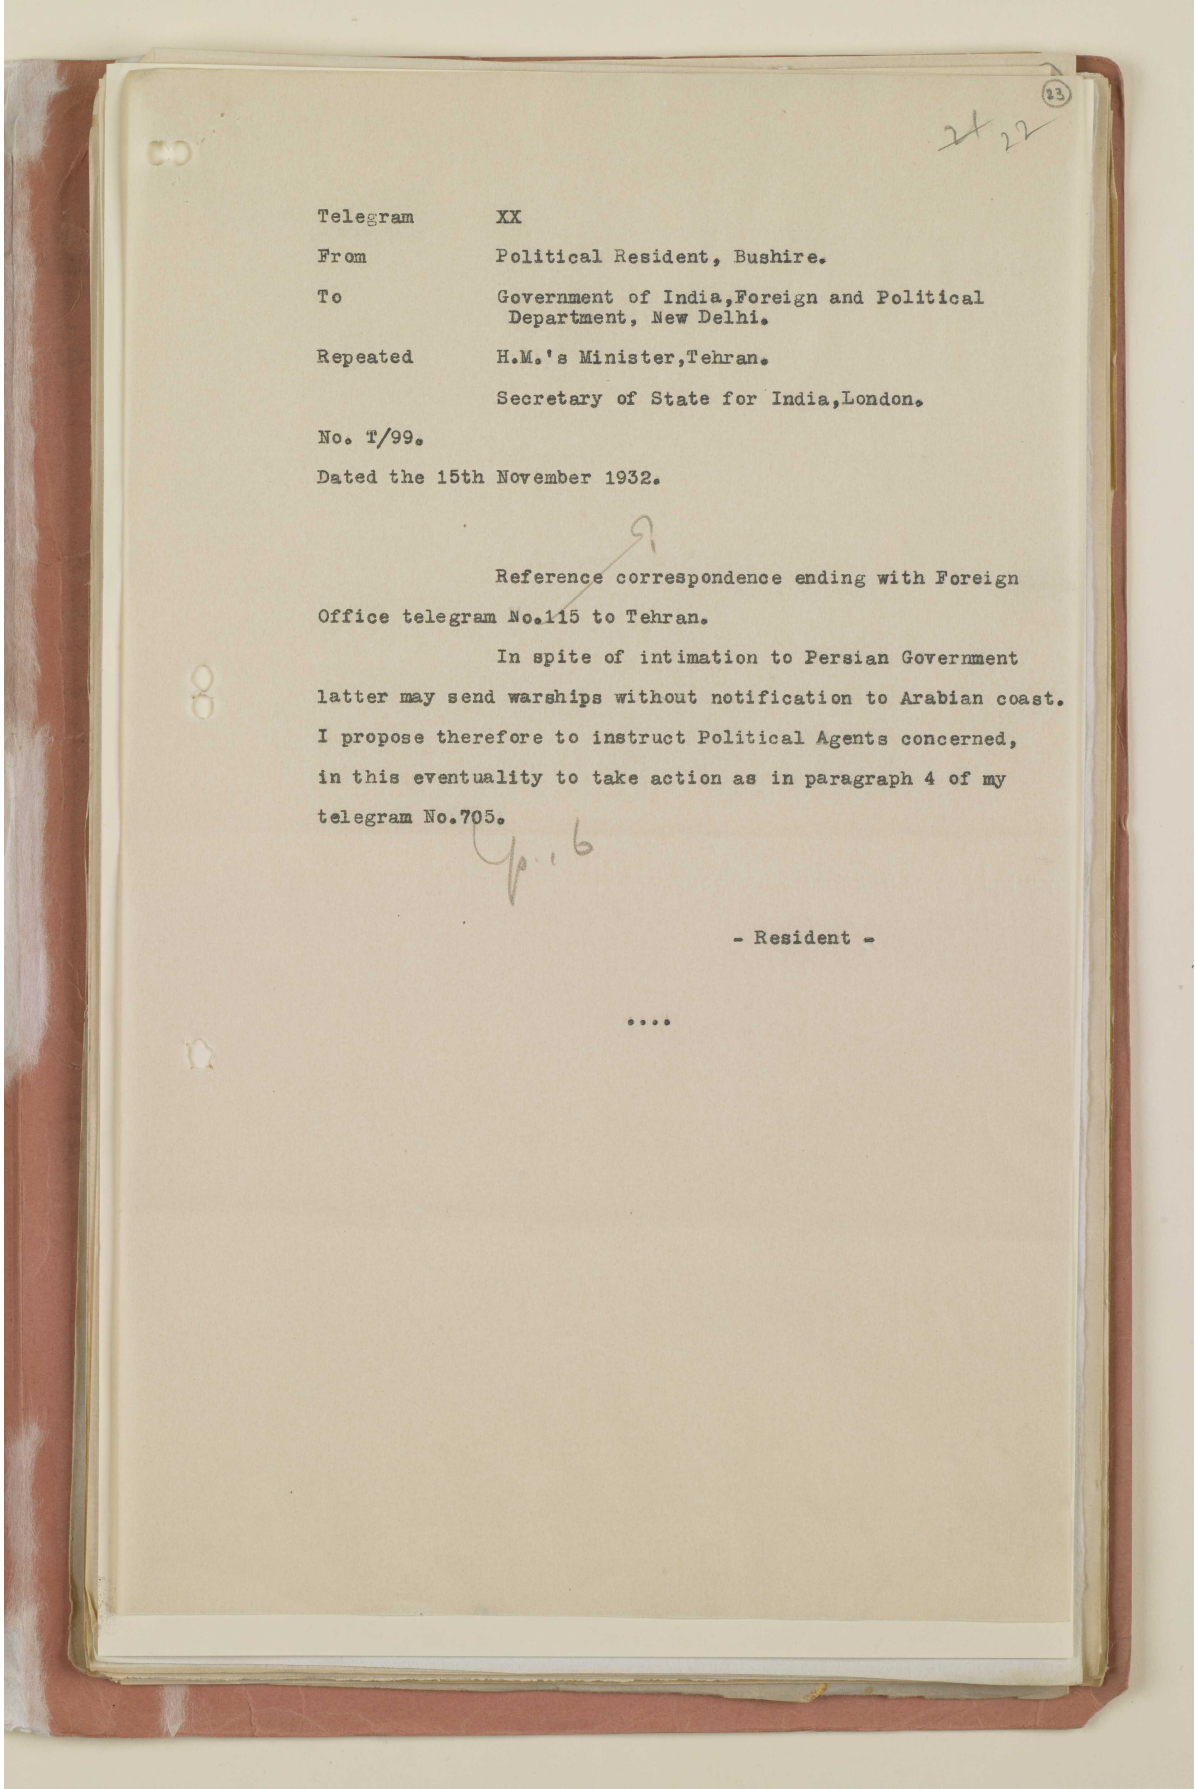 23
21 22
Telegram XX
From Political Resident, Bushire.
To Government of India,Foreign and Political
Department, New Delhi.
Repeated H.M.'s Minister,Tehran.
Secretary of State for India,London.
No. T/99.
Dated the 15th November 1932.
Reference correspondence ending with Foreign
Office telegram No.115 to Tehran.
In spite of intimation to Persian Government
latter may send warships without notification to Arabian coast.
I propose therefore to instruct Political Agents concerned,
in this eventuality to take action as in paragraph 4 of my
telegram No.705.
p. 6
- Resident -
....